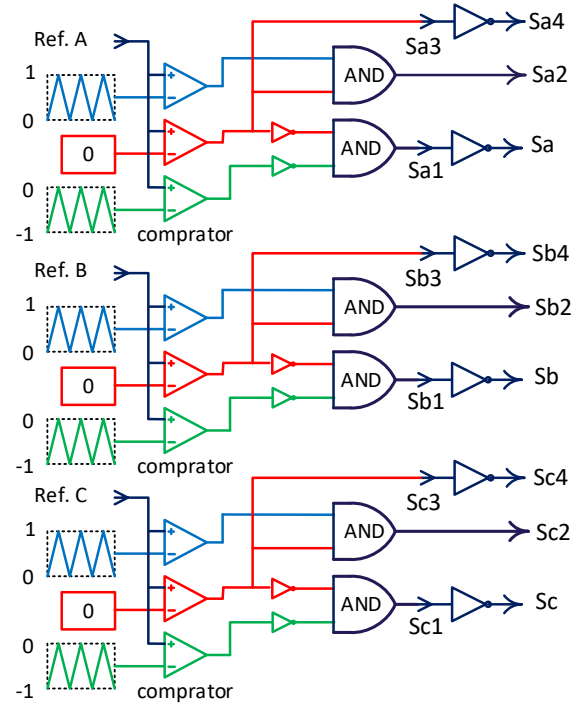 Ref. A
Sa3
Sa4
1
0
AND
Sa2
0
AND
Sa1
Sa
0
-1
comprator
Ref. B
Sb3
Sb4
1
0
AND
Sb2
0
AND
Sb1
Sb
0
-1
comprator
Ref. C
Sc3
Sc4
1
0
AND
Sc2
0
AND
Sc1
Sc
0
-1
comprator